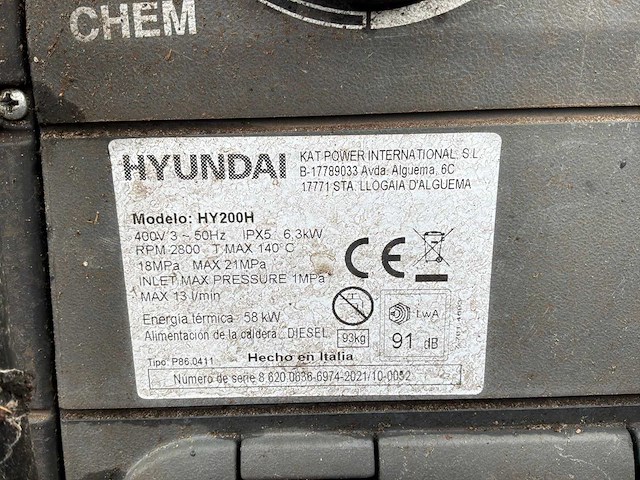 CHEM
HYUNDAI
KAT POWER INTERNATIONAL, S.L.
B-17789033 Avda. Alguema, 6C
17771 STA. LLOGAIA D'ALGUEMA
Modelo: HY200H
400V 3 ~ 50Hz IPX5 6,3kW
RPM 2800 T MAX 140°C
18MPa MAX 21MPa
INLET MAX PRESSURE 1MPa
MAX 13 l/min
Energía térmica: 58 kW
Alimentación de la caldera: DIESEL
93kg
LWA
91 dB
Tipo: P86.0411
Hecho en Italia
Número de serie 8.620.0636-6974-2021/10-0052